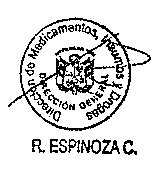 Dirección de Medicamentos, Insumos y Drogas
DIRECCIÓN GENERAL
R. ESPINOZA C.